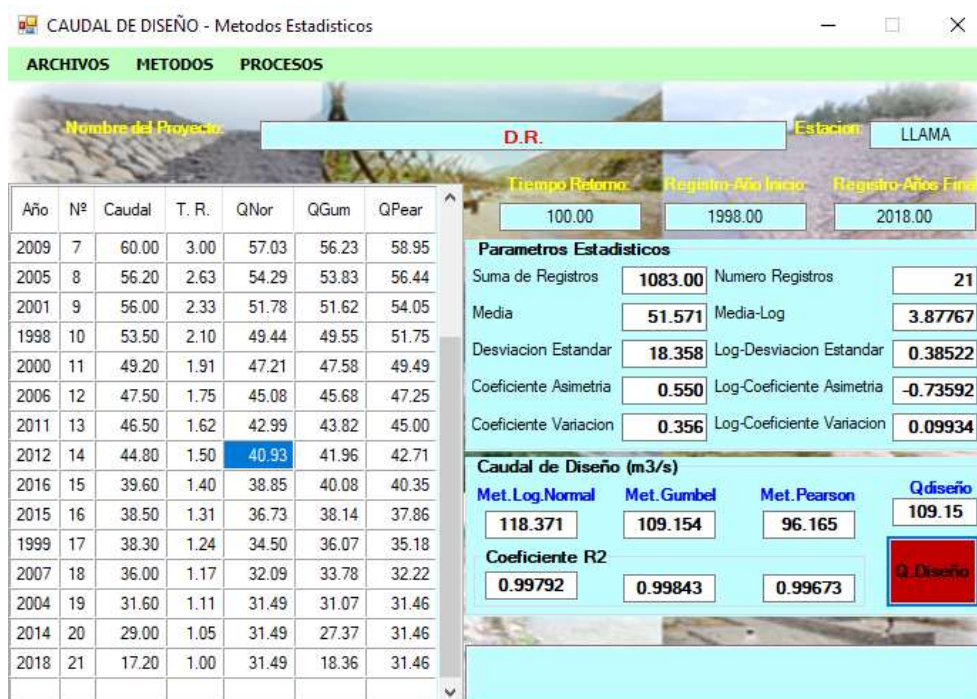 CAUDAL DE DISEÑO - Metodos Estadisticos
ARCHIVOS METODOS PROCESOS
Nombre del Proyecto: D.R. Estacion: LLAMA
Tiempo Retorno: Registro-Año Inicio: Registro-Años Final
100.00 1998.00 2018.00
Año Nº Caudal T. R. QNor QGum QPear
2009 7 60.00 3.00 57.03 56.23 58.95
2005 8 56.20 2.63 54.29 53.83 56.44
2001 9 56.00 2.33 51.78 51.62 54.05
1998 10 53.50 2.10 49.44 49.55 51.75
2000 11 49.20 1.91 47.21 47.58 49.49
2006 12 47.50 1.75 45.08 45.68 47.25
2011 13 46.50 1.62 42.99 43.82 45.00
2012 14 44.80 1.50 40.93 41.96 42.71
2016 15 39.60 1.40 38.85 40.08 40.35
2015 16 38.50 1.31 36.73 38.14 37.86
1999 17 38.30 1.24 34.50 36.07 35.18
2007 18 36.00 1.17 32.09 33.78 32.22
2004 19 31.60 1.11 31.49 31.07 31.46
2014 20 29.00 1.05 31.49 27.37 31.46
2018 21 17.20 1.00 31.49 18.36 31.46
Parametros Estadisticos
Suma de Registros 1083.00 Numero Registros 21
Media 51.571 Media-Log 3.87767
Desviacion Estandar 18.358 Log-Desviacion Estandar 0.38522
Coeficiente Asimetria 0.550 Log-Coeficiente Asimetria -0.73592
Coeficiente Variacion 0.356 Log-Coeficiente Variacion 0.09934
Caudal de Diseño (m3/s)
Met.Log.Normal Met.Gumbel Met.Pearson Qdiseño
118.371 109.154 96.165 109.15
Coeficiente R2
0.99792 0.99843 0.99673
Q.Diseño